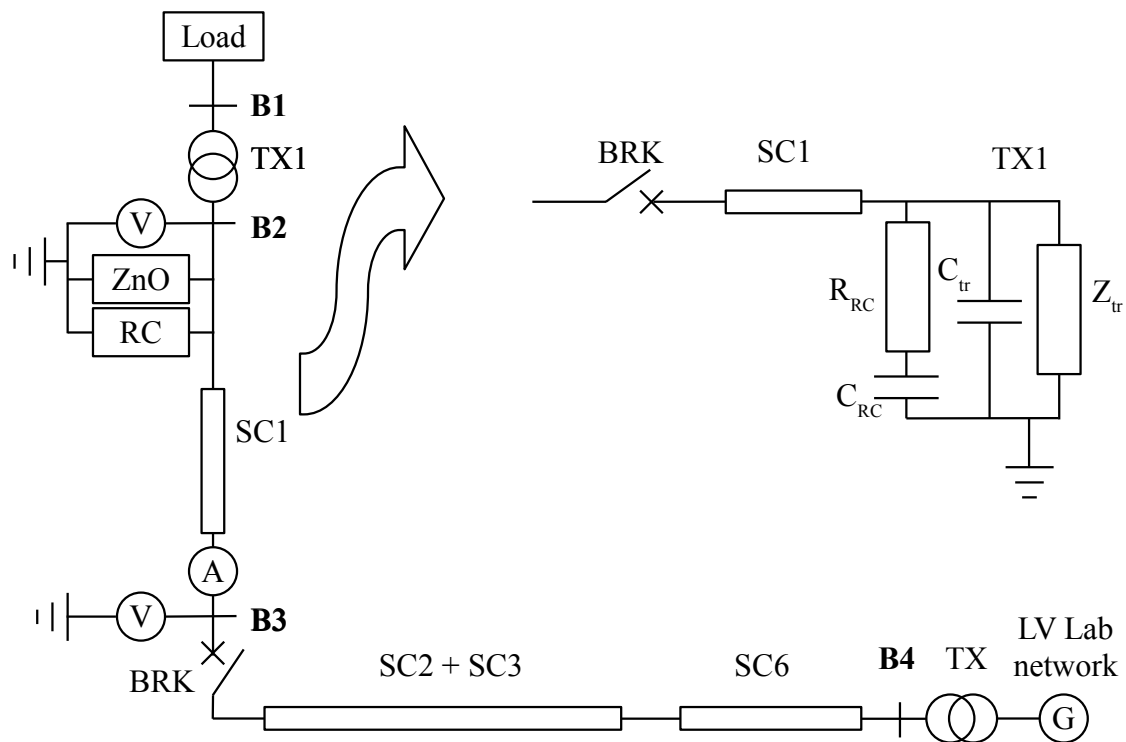 Load
B1
TX1
B2
V
ZnO
RC
SC1
A
V
B3
BRK
SC2 + SC3
SC6
B4
TX
LV Lab
network
G
BRK
SC1
TX1
R_RC
C_RC
C_tr
Z_tr